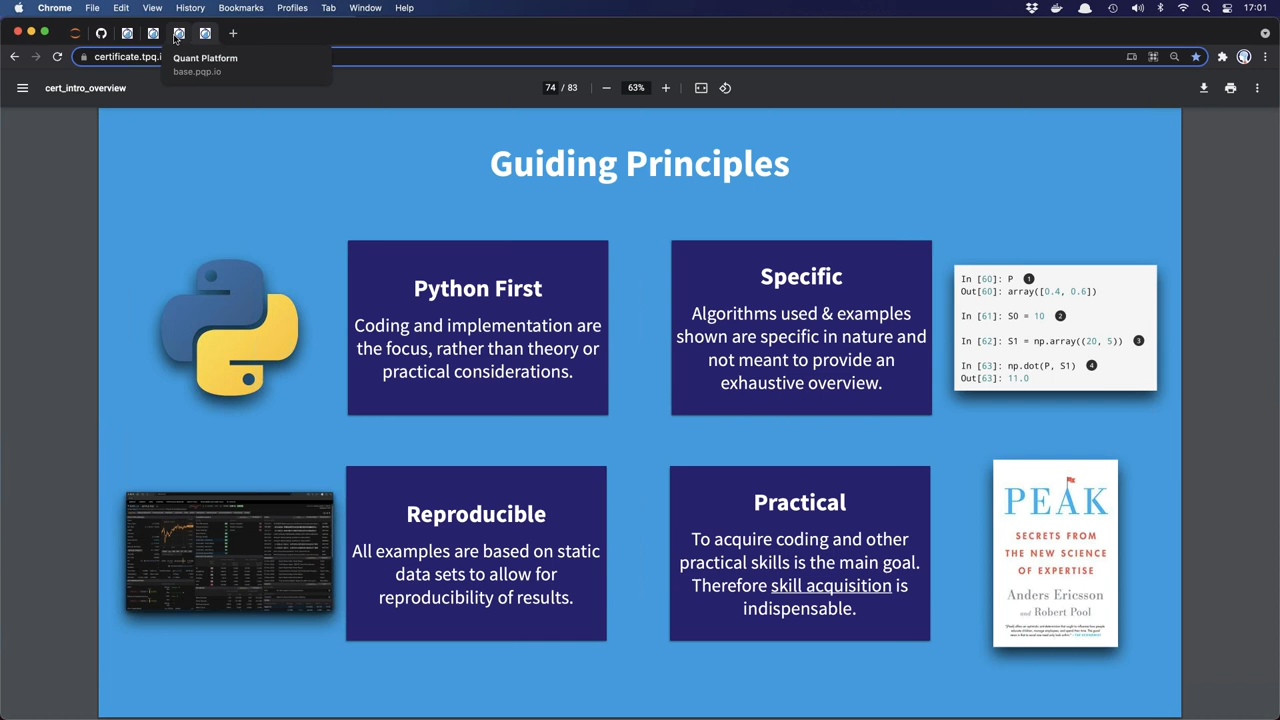 Chrome File Edit View History Bookmarks Profiles Tab Window Help 17:01
certificate.tpq.i
Quant Platform
base.pqp.io
cert_intro_overview 74 / 83 63%
Guiding Principles
Python First
Coding and implementation are
the focus, rather than theory or
practical considerations.
Specific
Algorithms used & examples
shown are specific in nature and
not meant to provide an
exhaustive overview.
In [60]: P 1
Out[60]: array([0.4, 0.6])
In [61]: S0 = 10 2
In [62]: S1 = np.array((20, 5)) 3
In [63]: np.dot(P, S1) 4
Out[63]: 11.0
Reproducible
All examples are based on static
data sets to allow for
reproducibility of results.
Practical
To acquire coding and other
practical skills is the main goal.
Therefore skill acquisition is
indispensable.
PEAK
SECRETS FROM
THE NEW SCIENCE
OF EXPERTISE
Anders Ericsson
and Robert Pool